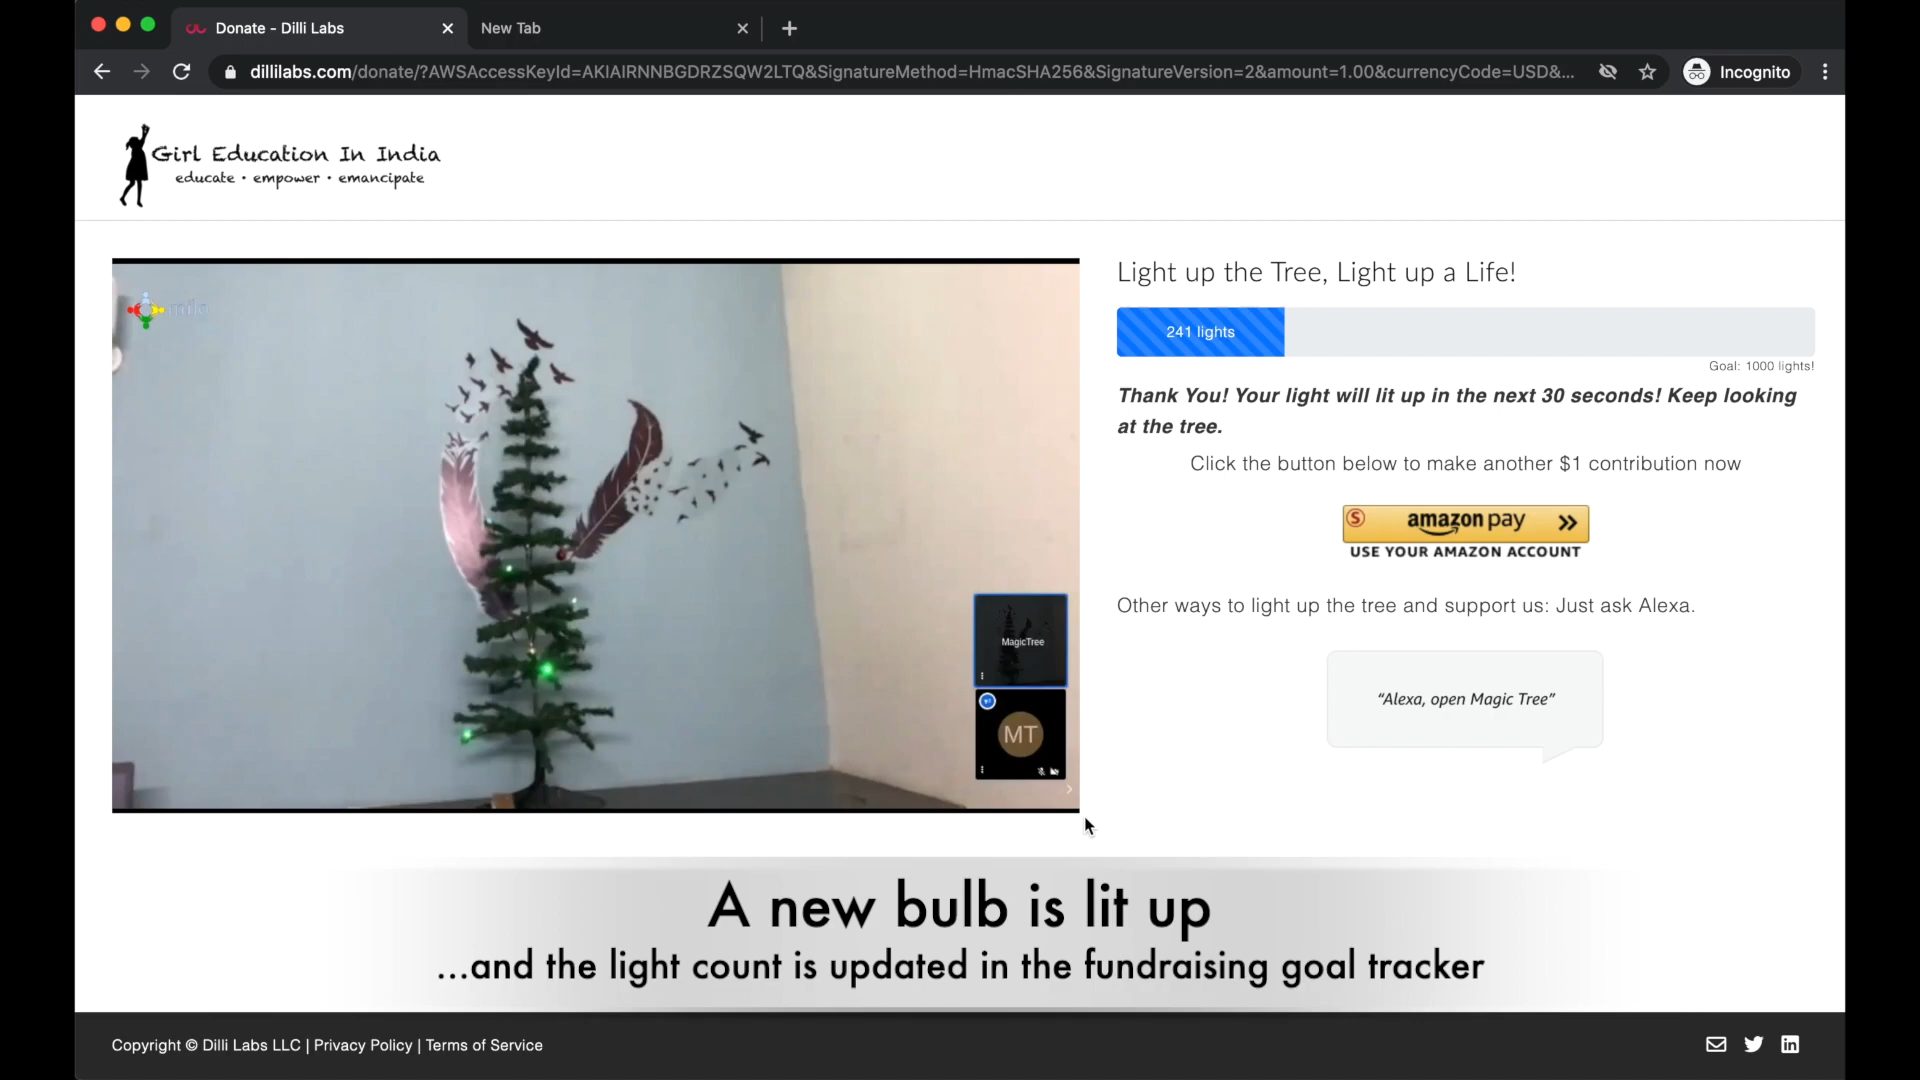 Donate - Dilli Labs
New Tab
dillilabs.com/donate/?AWSAccessKeyId=AKIAIRNNBGDRZSQW2LTQ&SignatureMethod=HmacSHA256&SignatureVersion=2&amount=1.00&currencyCode=USD&...
Incognito
Girl Education In India
educate • empower • emancipate
Light up the Tree, Light up a Life!
241 lights
Goal: 1000 lights!
Thank You! Your light will lit up in the next 30 seconds! Keep looking
at the tree.
Click the button below to make another $1 contribution now
amazon pay
USE YOUR AMAZON ACCOUNT
Other ways to light up the tree and support us: Just ask Alexa.
“Alexa, open Magic Tree”
MagicTree
MT
A new bulb is lit up
...and the light count is updated in the fundraising goal tracker
Copyright © Dilli Labs LLC | Privacy Policy | Terms of Service